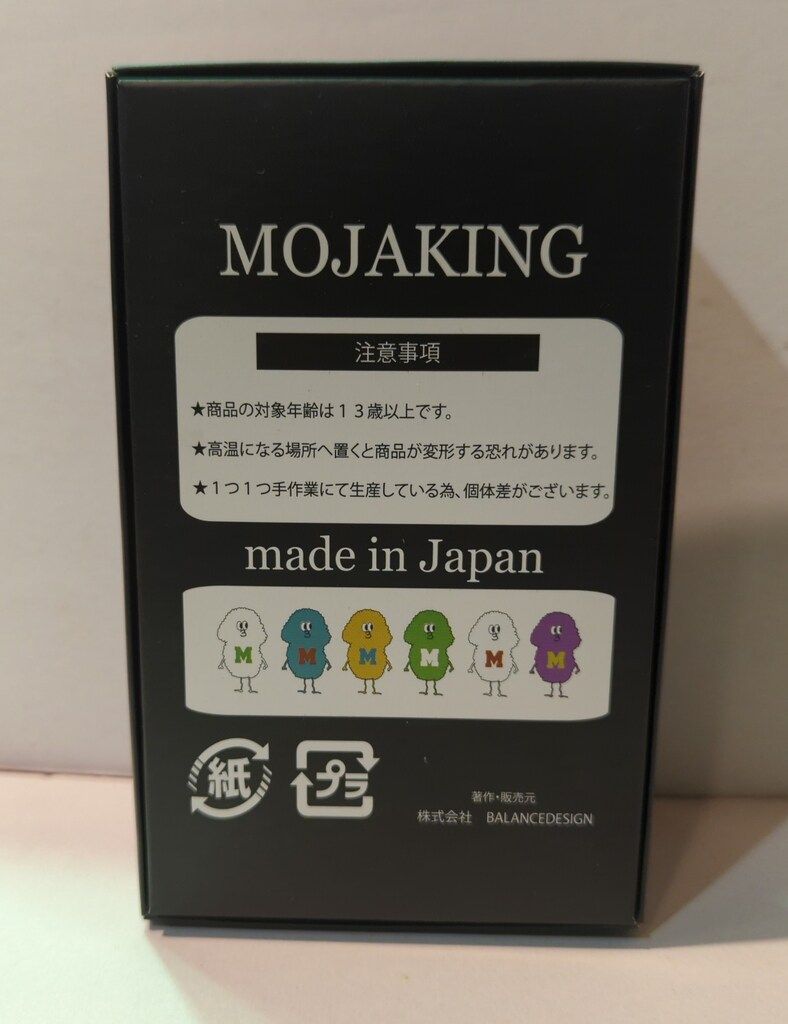 MOJAKING
注意事項
★商品の対象年齢は１３歳以上です。
★高温になる場所へ置くと商品が変形する恐れがあります。
★１つ１つ手作業にて生産している為、個体差がございます。
made in Japan
M M M M M M
紙 プラ
著作・販売元
株式会社　BALANCEDESIGN